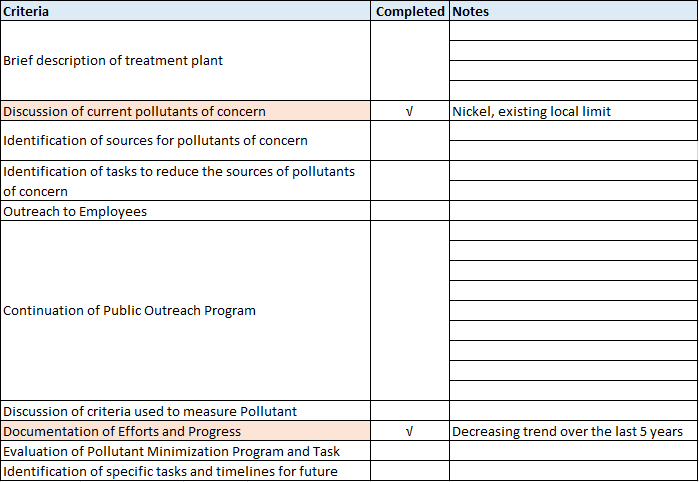 Criteria Completed Notes
Brief description of treatment plant
Discussion of current pollutants of concern √ Nickel, existing local limit
Identification of sources for pollutants of concern
Identification of tasks to reduce the sources of pollutants
of concern
Outreach to Employees
Continuation of Public Outreach Program
Discussion of criteria used to measure Pollutant
Documentation of Efforts and Progress √ Decreasing trend over the last 5 years
Evaluation of Pollutant Minimization Program and Task
Identification of specific tasks and timelines for future